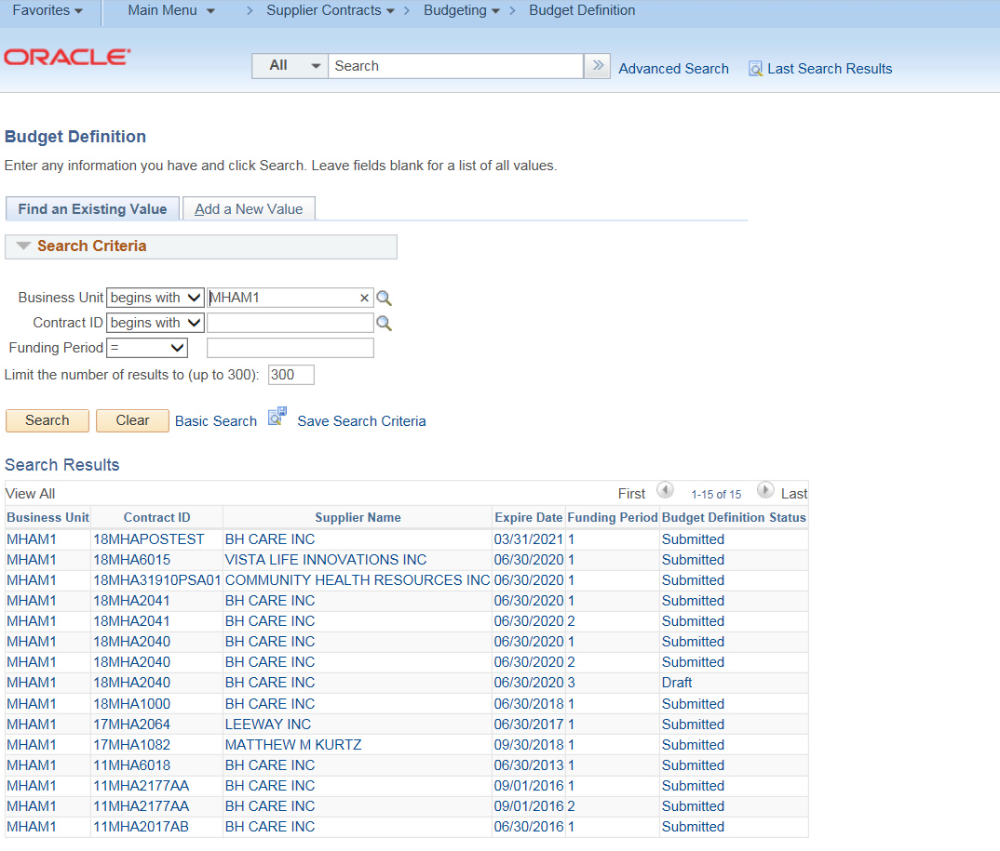 Favorites Main Menu > Supplier Contracts > Budgeting > Budget Definition
ORACLE
All Search » Advanced Search Last Search Results
Budget Definition
Enter any information you have and click Search. Leave fields blank for a list of all values.
Find an Existing Value Add a New Value
Search Criteria
Business Unit begins with MHAM1 ×
Contract ID begins with
Funding Period =
Limit the number of results to (up to 300): 300
Search Clear Basic Search Save Search Criteria
Search Results
View All First 1-15 of 15 Last
Business Unit Contract ID Supplier Name Expire Date Funding Period Budget Definition Status
MHAM1 18MHAPOSTEST BH CARE INC 03/31/2021 1 Submitted
MHAM1 18MHA6015 VISTA LIFE INNOVATIONS INC 06/30/2020 1 Submitted
MHAM1 18MHA31910PSA01 COMMUNITY HEALTH RESOURCES INC 06/30/2020 1 Submitted
MHAM1 18MHA2041 BH CARE INC 06/30/2020 1 Submitted
MHAM1 18MHA2041 BH CARE INC 06/30/2020 2 Submitted
MHAM1 18MHA2040 BH CARE INC 06/30/2020 1 Submitted
MHAM1 18MHA2040 BH CARE INC 06/30/2020 2 Submitted
MHAM1 18MHA2040 BH CARE INC 06/30/2020 3 Draft
MHAM1 18MHA1000 BH CARE INC 06/30/2018 1 Submitted
MHAM1 17MHA2064 LEEWAY INC 06/30/2017 1 Submitted
MHAM1 17MHA1082 MATTHEW M KURTZ 09/30/2018 1 Submitted
MHAM1 11MHA6018 BH CARE INC 06/30/2013 1 Submitted
MHAM1 11MHA2177AA BH CARE INC 09/01/2016 1 Submitted
MHAM1 11MHA2177AA BH CARE INC 09/01/2016 2 Submitted
MHAM1 11MHA2017AB BH CARE INC 06/30/2016 1 Submitted